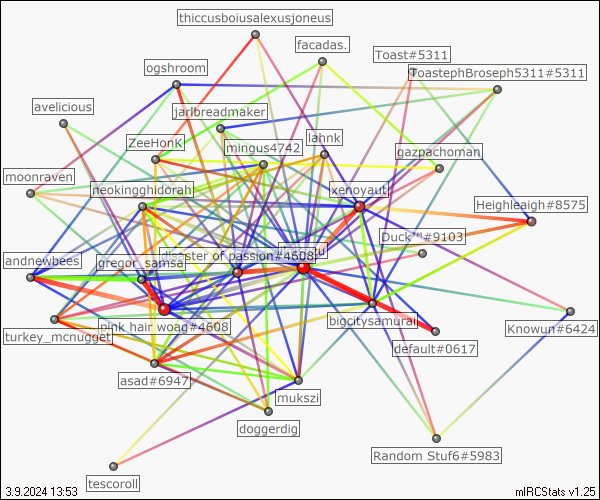 thiccusboiusalexusjoneus
facadas.
Toast#5311
ogshroom
ToastephBroseph5311#5311
avelicious
jarlbreadmaker
lahnk
ZeeHonK
mingus4742
gazpachoman
moonraven
neokingghidorah
xenoyaut
Heighleaigh#8575
Duck™#9103
disaster of passion#4608
andnewbees
gregor_samsa
pink hair woag#4608
bigcitysamurai
Knowun#6424
turkey_mcnugget
default#0617
asad#6947
mukszi
doggerdig
Random Stuf6#5983
tescoroll
3.9.2024 13:53
mIRCStats v1.25